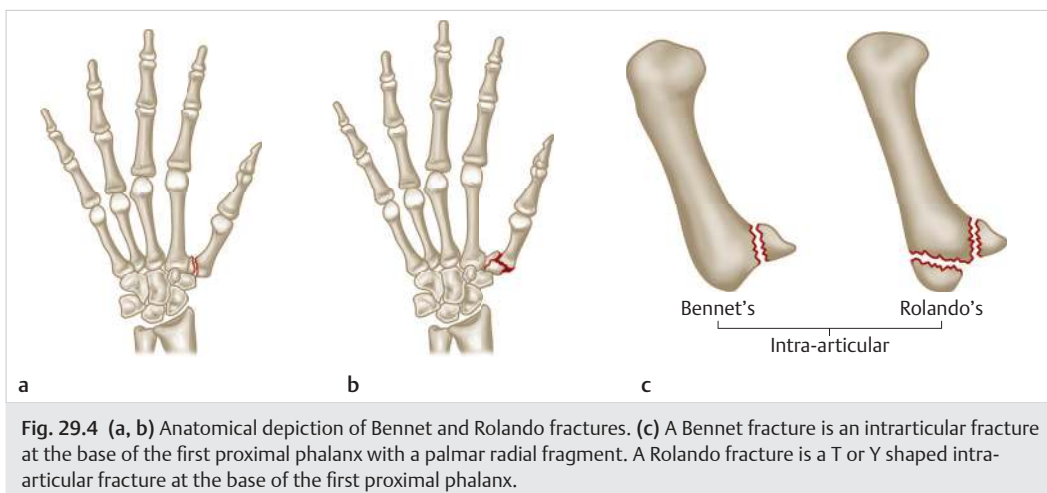 Bennet's
Rolando's
Intra-articular
a
b
c
Fig. 29.4 (a, b) Anatomical depiction of Bennet and Rolando fractures. (c) A Bennet fracture is an intrarticular fracture
at the base of the first proximal phalanx with a palmar radial fragment. A Rolando fracture is a T or Y shaped intra-
articular fracture at the base of the first proximal phalanx.